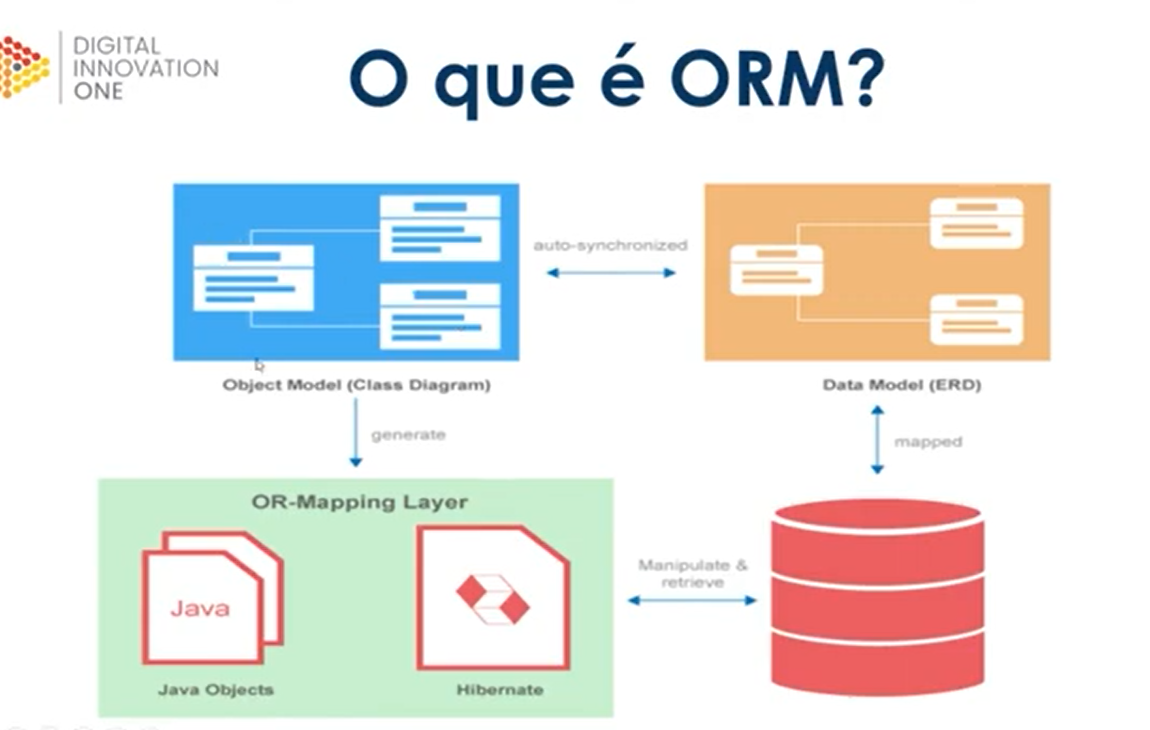 DIGITAL
INNOVATION
ONE
O que é ORM?
auto-synchronized
Object Model (Class Diagram)
Data Model (ERD)
generate
mapped
OR-Mapping Layer
Java
Manipulate &
retrieve
Java Objects
Hibernate